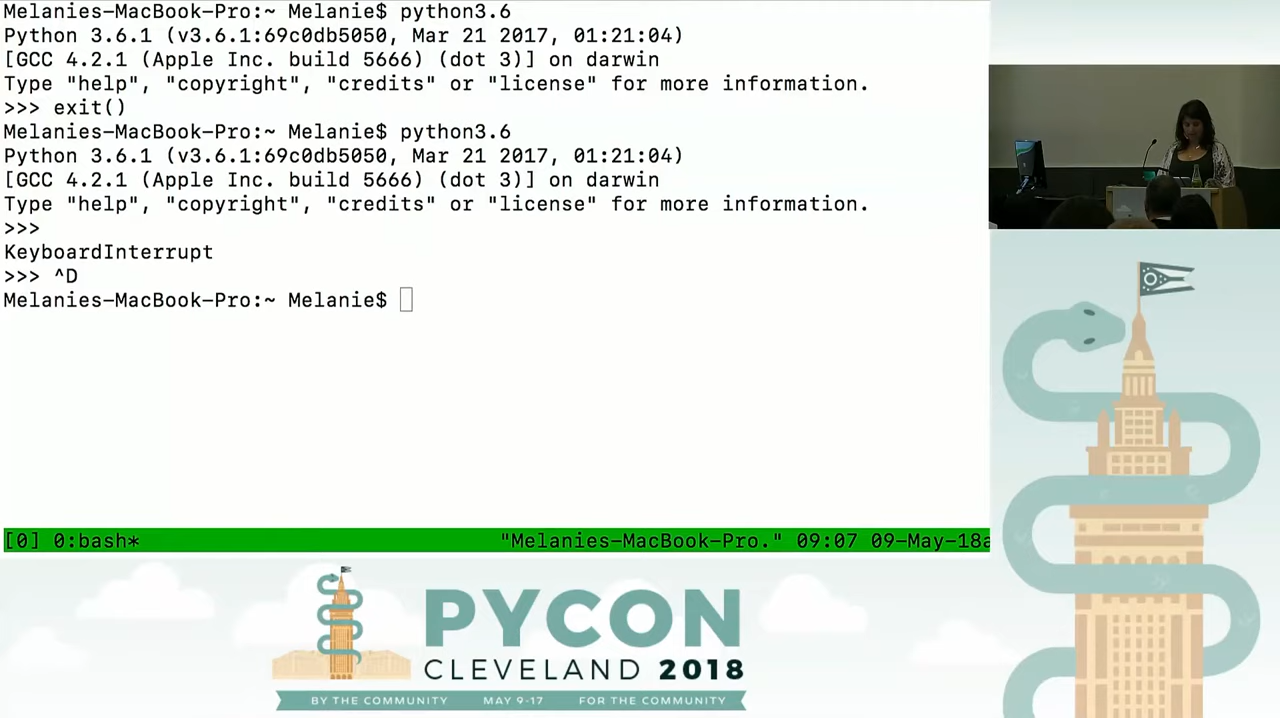 Melanies-MacBook-Pro:~ Melanie$ python3.6
Python 3.6.1 (v3.6.1:69c0db5050, Mar 21 2017, 01:21:04)
[GCC 4.2.1 (Apple Inc. build 5666) (dot 3)] on darwin
Type "help", "copyright", "credits" or "license" for more information.
>>> exit()
Melanies-MacBook-Pro:~ Melanie$ python3.6
Python 3.6.1 (v3.6.1:69c0db5050, Mar 21 2017, 01:21:04)
[GCC 4.2.1 (Apple Inc. build 5666) (dot 3)] on darwin
Type "help", "copyright", "credits" or "license" for more information.
>>>
KeyboardInterrupt
>>> ^D
Melanies-MacBook-Pro:~ Melanie$
[0] 0:bash* "Melanies-MacBook-Pro." 09:07 09-May-18
PYCON
CLEVELAND 2018
BY THE COMMUNITY MAY 9-17 FOR THE COMMUNITY